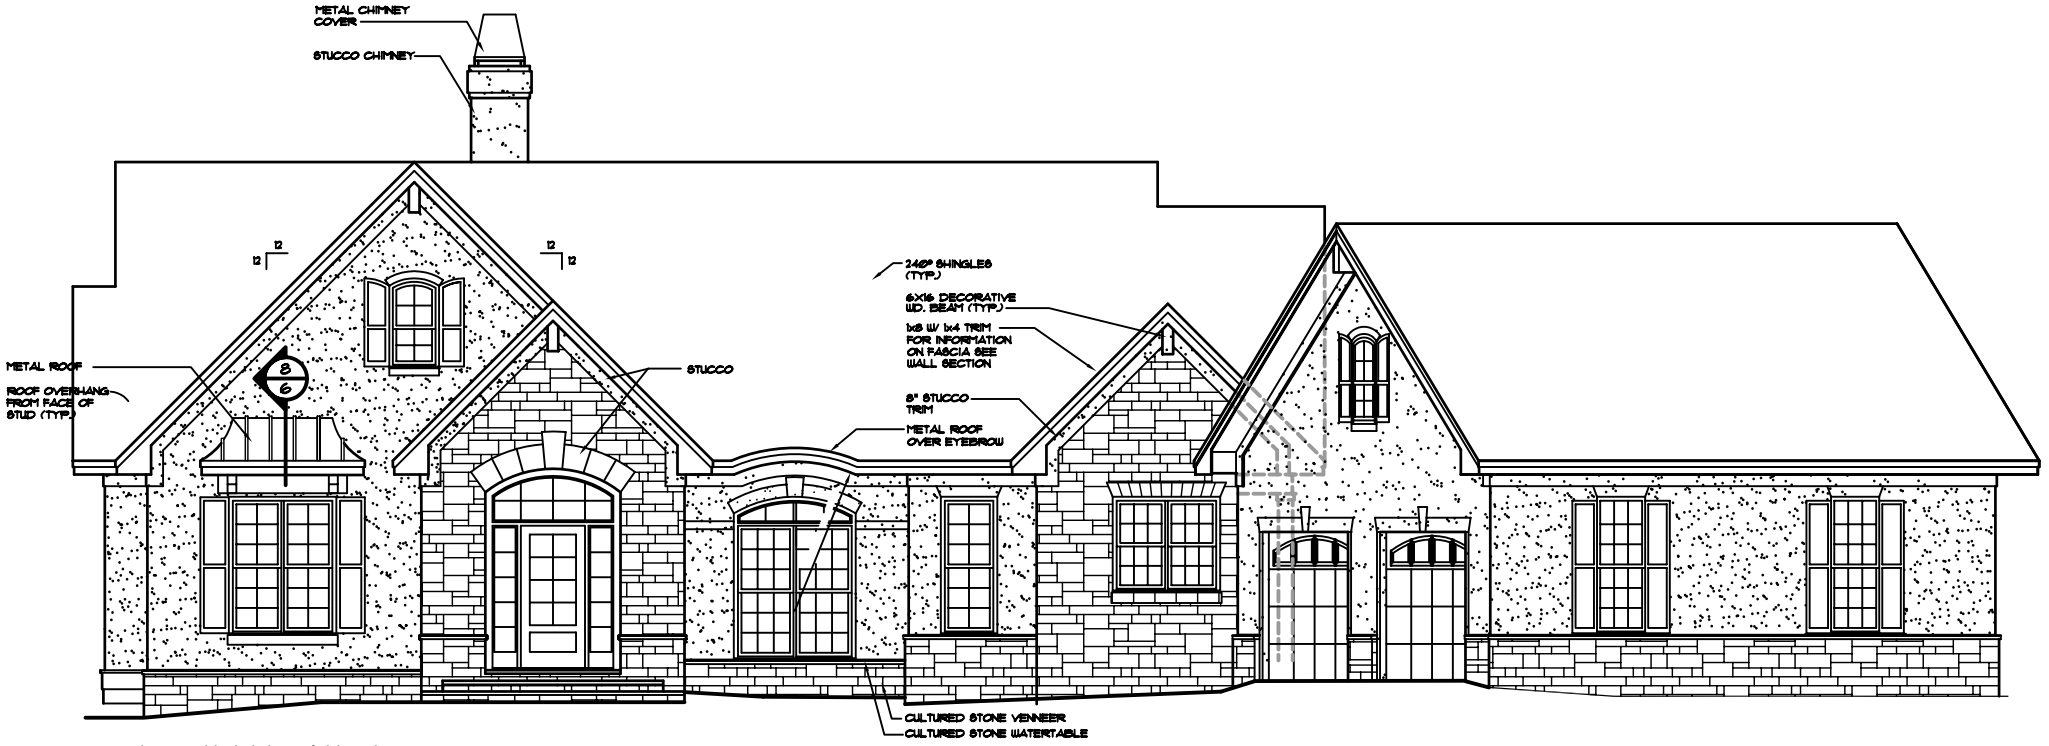 METAL CHIMNEY
COVER
STUCCO CHIMNEY
12
12
12
12
240# SHINGLES
(TYP.)
6X16 DECORATIVE
WD. BEAM (TYP.)
1x8 W/ 1x4 TRIM
FOR INFORMATION
ON FASCIA SEE
WALL SECTION
METAL ROOF
8
6
ROOF OVERHANG
FROM FACE OF
STUD (TYP.)
STUCCO
8" STUCCO
TRIM
METAL ROOF
OVER EYEBROW
CULTURED STONE VENNEER
CULTURED STONE WATERTABLE